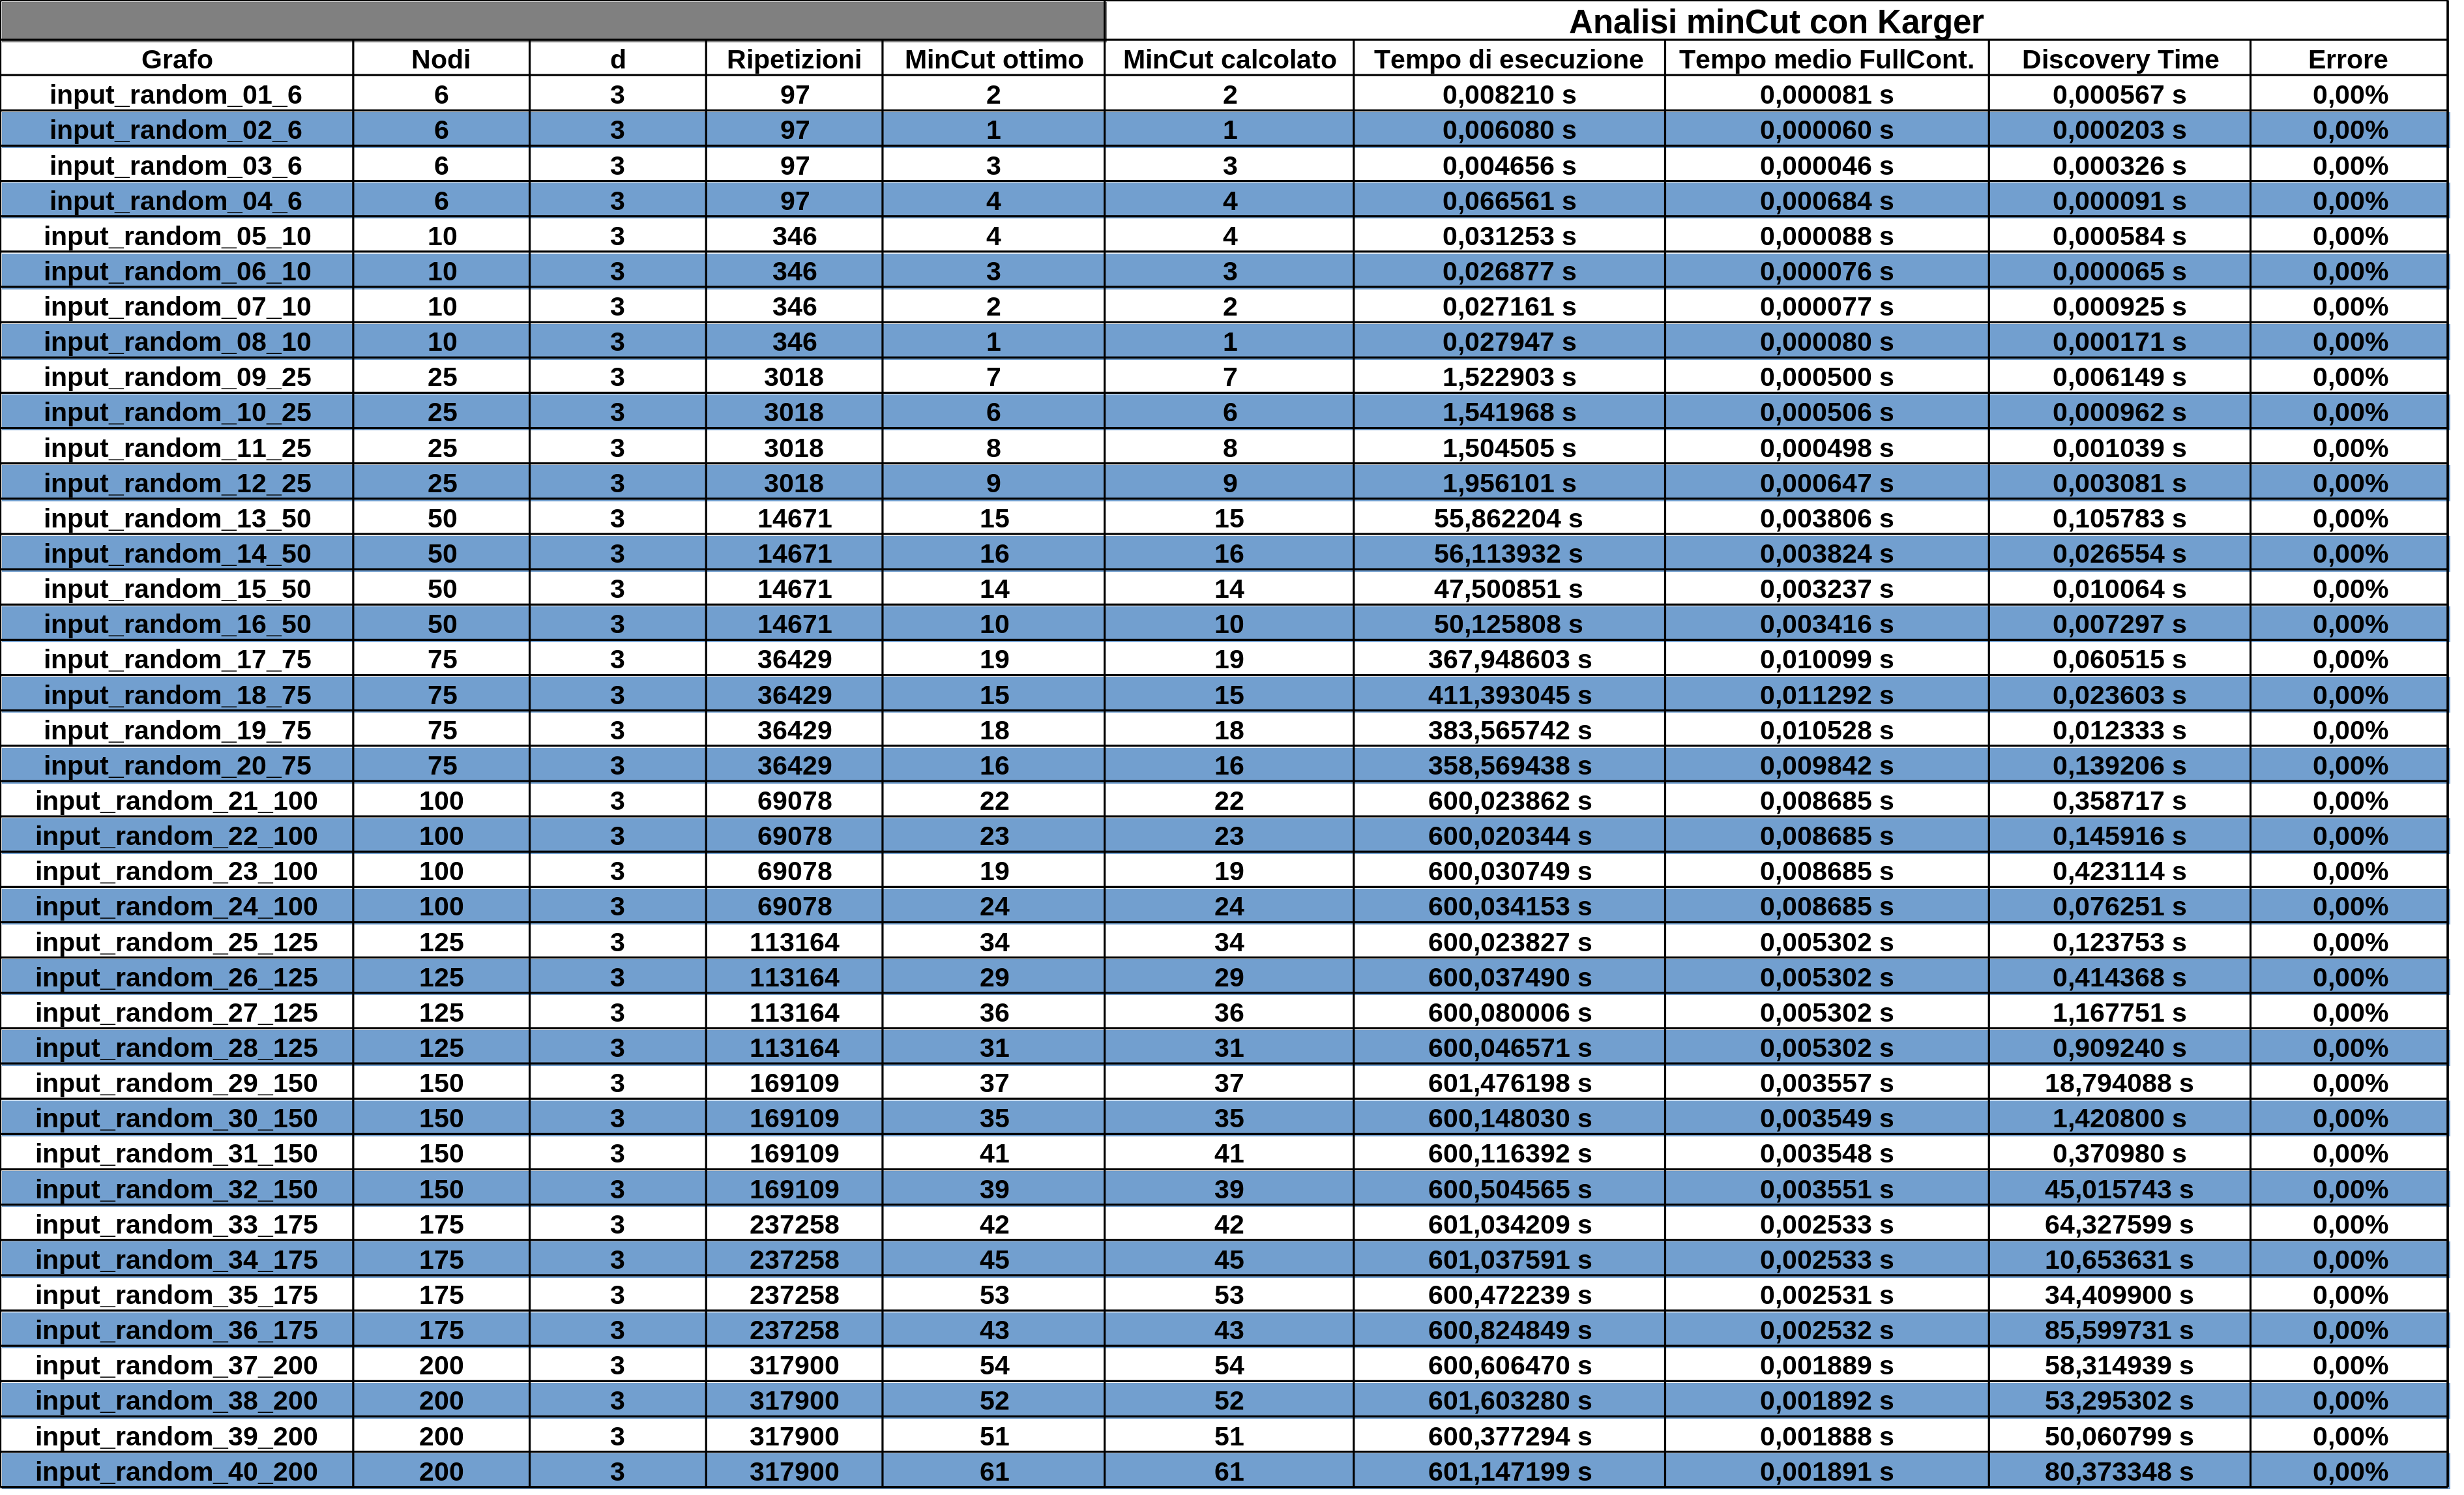 Analisi minCut con Karger
Grafo Nodi d Ripetizioni MinCut ottimo MinCut calcolato Tempo di esecuzione Tempo medio FullCont. Discovery Time Errore
input_random_01_6 6 3 97 2 2 0,008210 s 0,000081 s 0,000567 s 0,00%
input_random_02_6 6 3 97 1 1 0,006080 s 0,000060 s 0,000203 s 0,00%
input_random_03_6 6 3 97 3 3 0,004656 s 0,000046 s 0,000326 s 0,00%
input_random_04_6 6 3 97 4 4 0,066561 s 0,000684 s 0,000091 s 0,00%
input_random_05_10 10 3 346 4 4 0,031253 s 0,000088 s 0,000584 s 0,00%
input_random_06_10 10 3 346 3 3 0,026877 s 0,000076 s 0,000065 s 0,00%
input_random_07_10 10 3 346 2 2 0,027161 s 0,000077 s 0,000925 s 0,00%
input_random_08_10 10 3 346 1 1 0,027947 s 0,000080 s 0,000171 s 0,00%
input_random_09_25 25 3 3018 7 7 1,522903 s 0,000500 s 0,006149 s 0,00%
input_random_10_25 25 3 3018 6 6 1,541968 s 0,000506 s 0,000962 s 0,00%
input_random_11_25 25 3 3018 8 8 1,504505 s 0,000498 s 0,001039 s 0,00%
input_random_12_25 25 3 3018 9 9 1,956101 s 0,000647 s 0,003081 s 0,00%
input_random_13_50 50 3 14671 15 15 55,862204 s 0,003806 s 0,105783 s 0,00%
input_random_14_50 50 3 14671 16 16 56,113932 s 0,003824 s 0,026554 s 0,00%
input_random_15_50 50 3 14671 14 14 47,500851 s 0,003237 s 0,010064 s 0,00%
input_random_16_50 50 3 14671 10 10 50,125808 s 0,003416 s 0,007297 s 0,00%
input_random_17_75 75 3 36429 19 19 367,948603 s 0,010099 s 0,060515 s 0,00%
input_random_18_75 75 3 36429 15 15 411,393045 s 0,011292 s 0,023603 s 0,00%
input_random_19_75 75 3 36429 18 18 383,565742 s 0,010528 s 0,012333 s 0,00%
input_random_20_75 75 3 36429 16 16 358,569438 s 0,009842 s 0,139206 s 0,00%
input_random_21_100 100 3 69078 22 22 600,023862 s 0,008685 s 0,358717 s 0,00%
input_random_22_100 100 3 69078 23 23 600,020344 s 0,008685 s 0,145916 s 0,00%
input_random_23_100 100 3 69078 19 19 600,030749 s 0,008685 s 0,423114 s 0,00%
input_random_24_100 100 3 69078 24 24 600,034153 s 0,008685 s 0,076251 s 0,00%
input_random_25_125 125 3 113164 34 34 600,023827 s 0,005302 s 0,123753 s 0,00%
input_random_26_125 125 3 113164 29 29 600,037490 s 0,005302 s 0,414368 s 0,00%
input_random_27_125 125 3 113164 36 36 600,080006 s 0,005302 s 1,167751 s 0,00%
input_random_28_125 125 3 113164 31 31 600,046571 s 0,005302 s 0,909240 s 0,00%
input_random_29_150 150 3 169109 37 37 601,476198 s 0,003557 s 18,794088 s 0,00%
input_random_30_150 150 3 169109 35 35 600,148030 s 0,003549 s 1,420800 s 0,00%
input_random_31_150 150 3 169109 41 41 600,116392 s 0,003548 s 0,370980 s 0,00%
input_random_32_150 150 3 169109 39 39 600,504565 s 0,003551 s 45,015743 s 0,00%
input_random_33_175 175 3 237258 42 42 601,034209 s 0,002533 s 64,327599 s 0,00%
input_random_34_175 175 3 237258 45 45 601,037591 s 0,002533 s 10,653631 s 0,00%
input_random_35_175 175 3 237258 53 53 600,472239 s 0,002531 s 34,409900 s 0,00%
input_random_36_175 175 3 237258 43 43 600,824849 s 0,002532 s 85,599731 s 0,00%
input_random_37_200 200 3 317900 54 54 600,606470 s 0,001889 s 58,314939 s 0,00%
input_random_38_200 200 3 317900 52 52 601,603280 s 0,001892 s 53,295302 s 0,00%
input_random_39_200 200 3 317900 51 51 600,377294 s 0,001888 s 50,060799 s 0,00%
input_random_40_200 200 3 317900 61 61 601,147199 s 0,001891 s 80,373348 s 0,00%